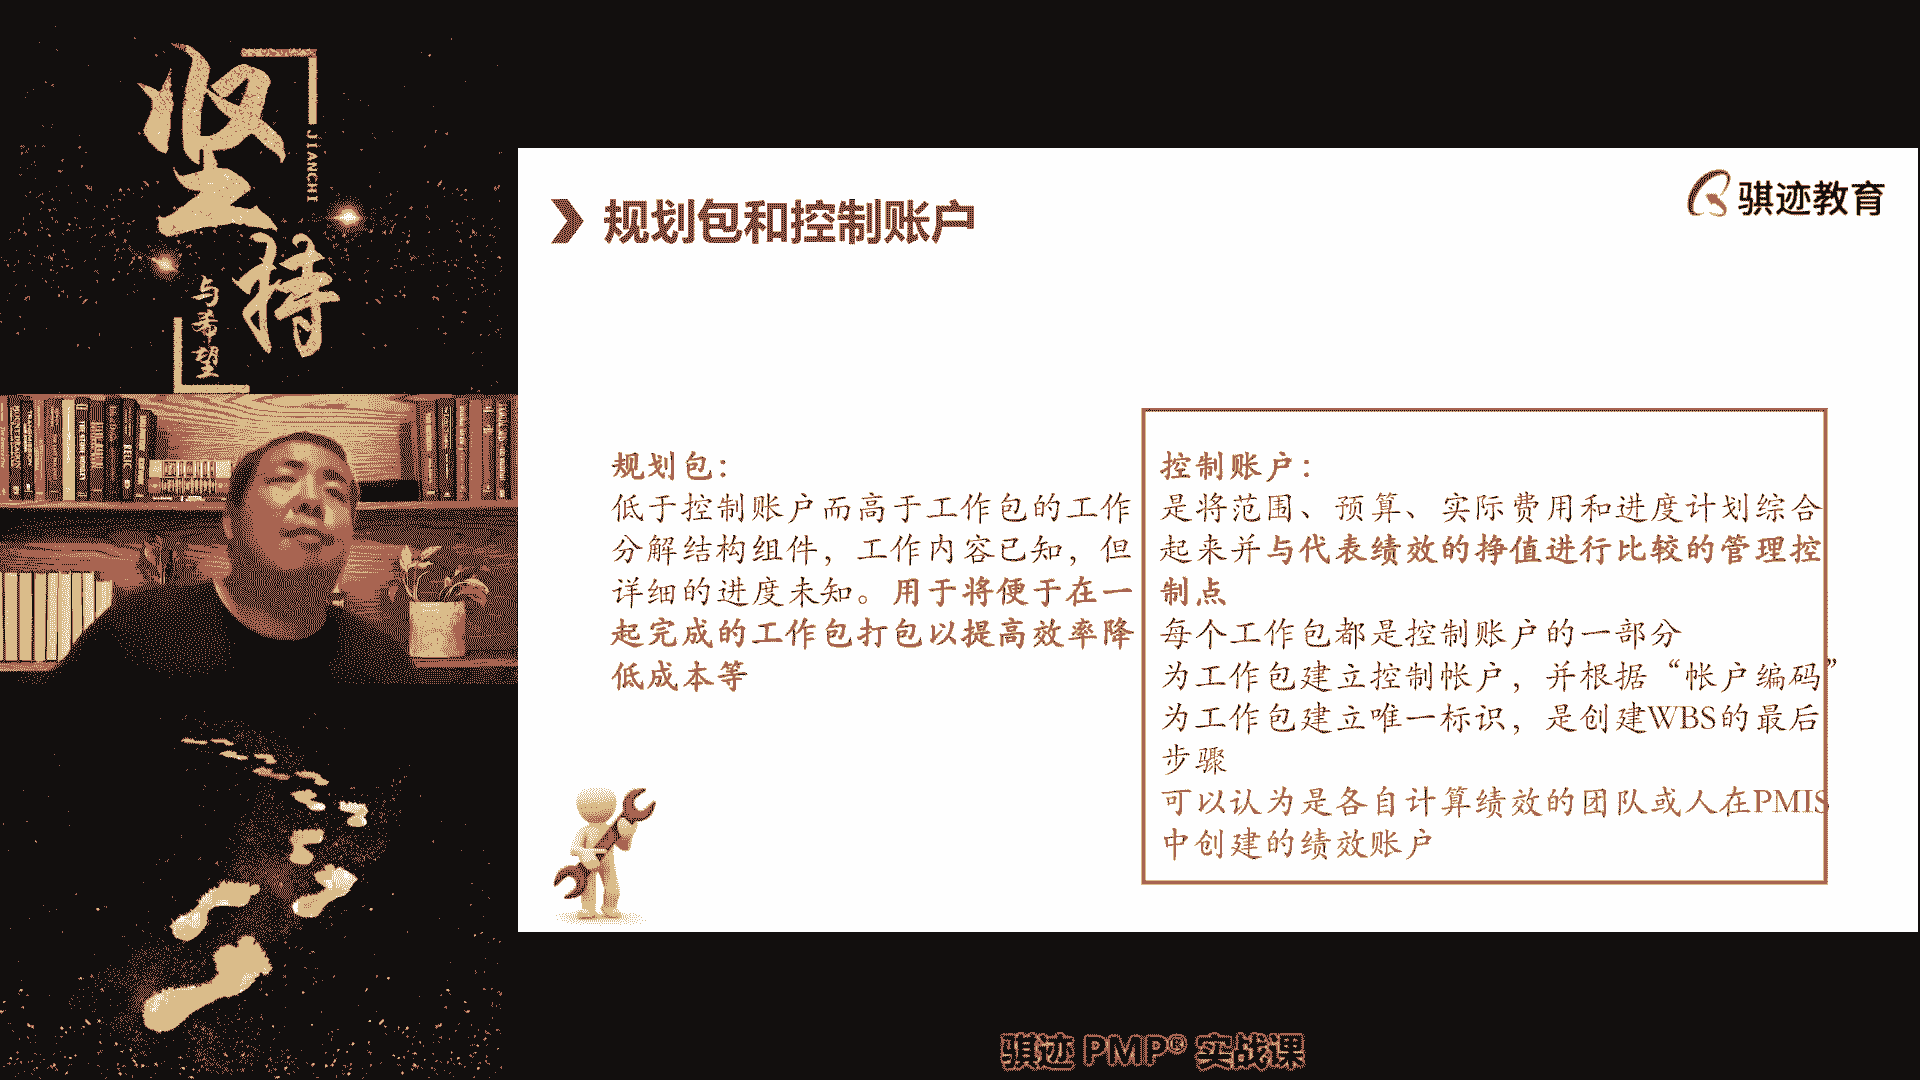 坚持
JIANCHI
与希望
骐迹教育
规划包和控制账户
规划包：
低于控制账户而高于工作包的工作
分解结构组件，工作内容已知，但
详细的进度未知。用于将便于在一
起完成的工作包打包以提高效率降
低成本等
控制账户：
是将范围、预算、实际费用和进度计划综合
起来并与代表绩效的挣值进行比较的管理控
制点
每个工作包都是控制账户的一部分
为工作包建立控制帐户，并根据“帐户编码”
为工作包建立唯一标识，是创建WBS的最后
步骤
可以认为是各自计算绩效的团队或人在PMIS
中创建的绩效账户
骐迹 PMP® 实战课